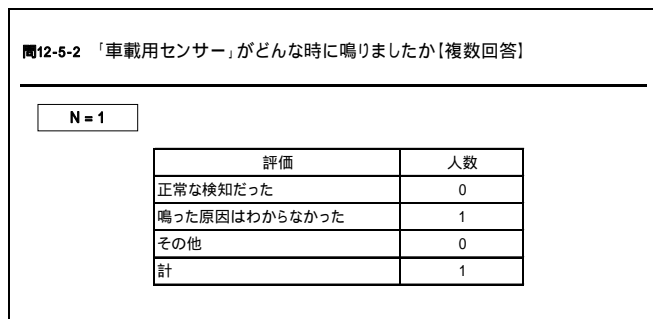 問12-5-2 「車載用センサー」がどんな時に鳴りましたか【複数回答】
N = 1
評価 人数
正常な検知だった 0
鳴った原因はわからなかった 1
その他 0
計 1